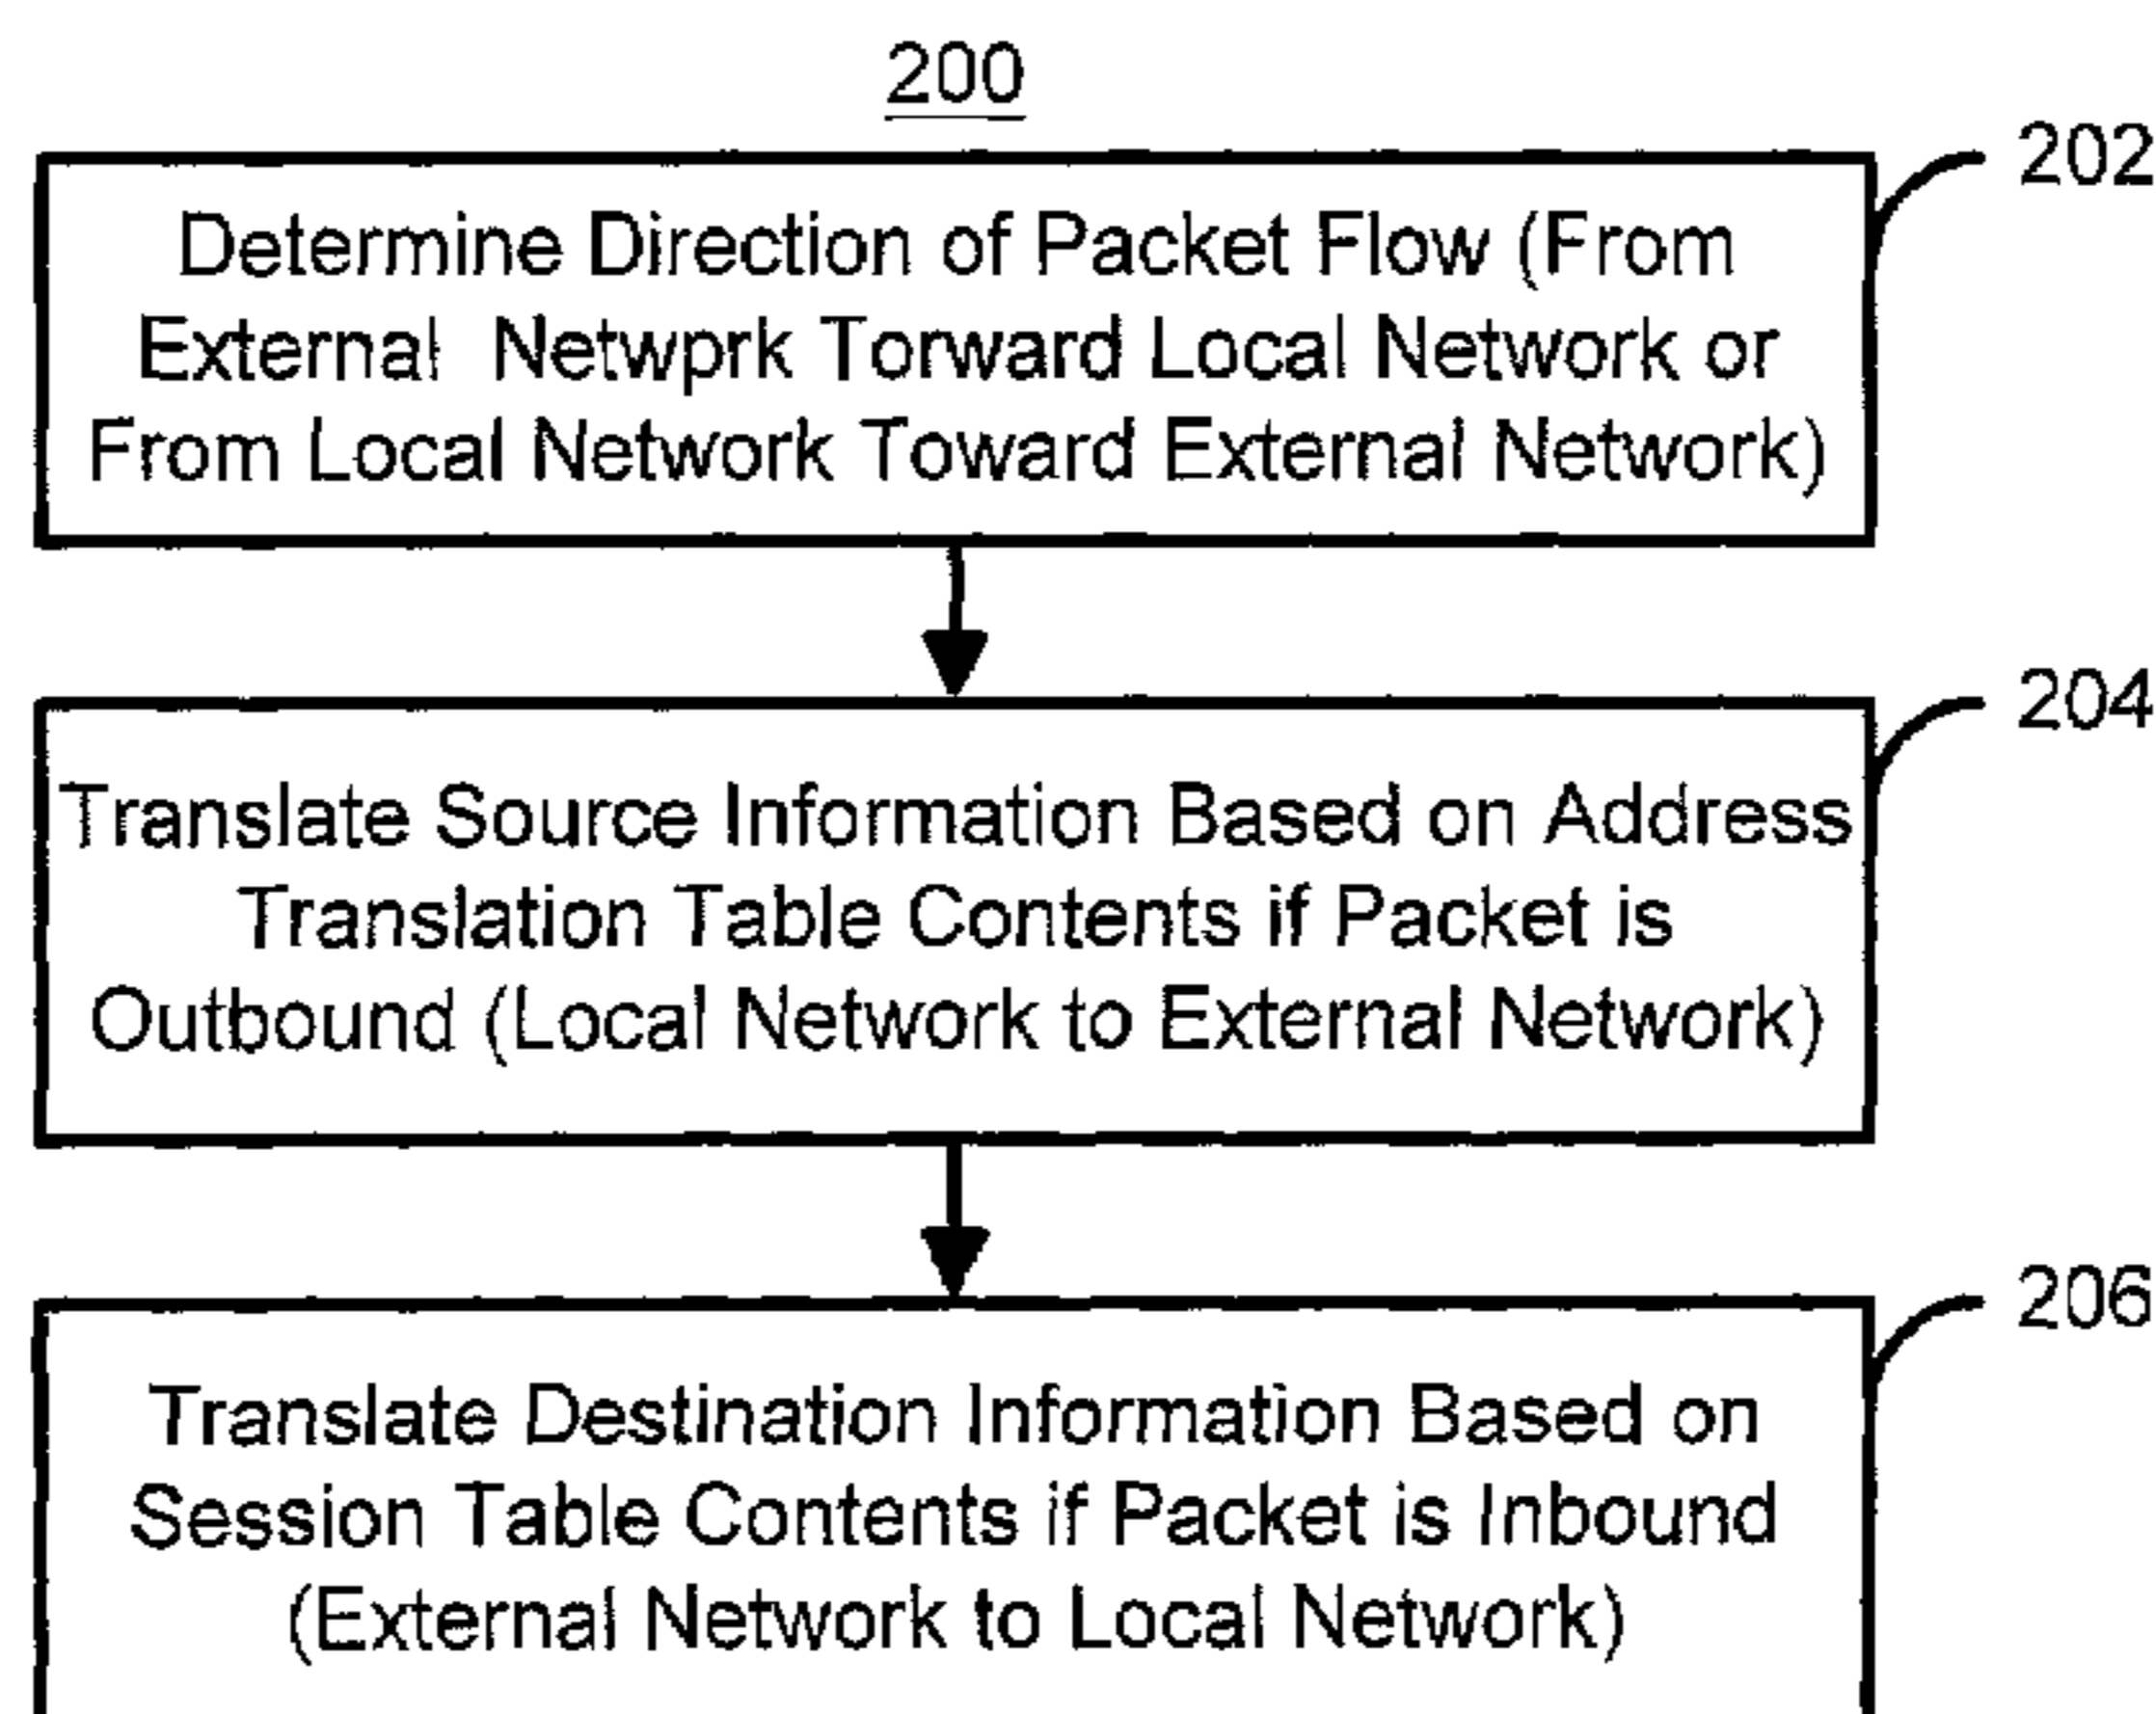 200
202
Determine Direction of Packet Flow (From
External Netwprk Torward Local Network or
From Local Network Toward External Network)
204
Translate Source Information Based on Address
Translation Table Contents if Packet is
Outbound (Local Network to External Network)
206
Translate Destination Information Based on
Session Table Contents if Packet is Inbound
(External Network to Local Network)